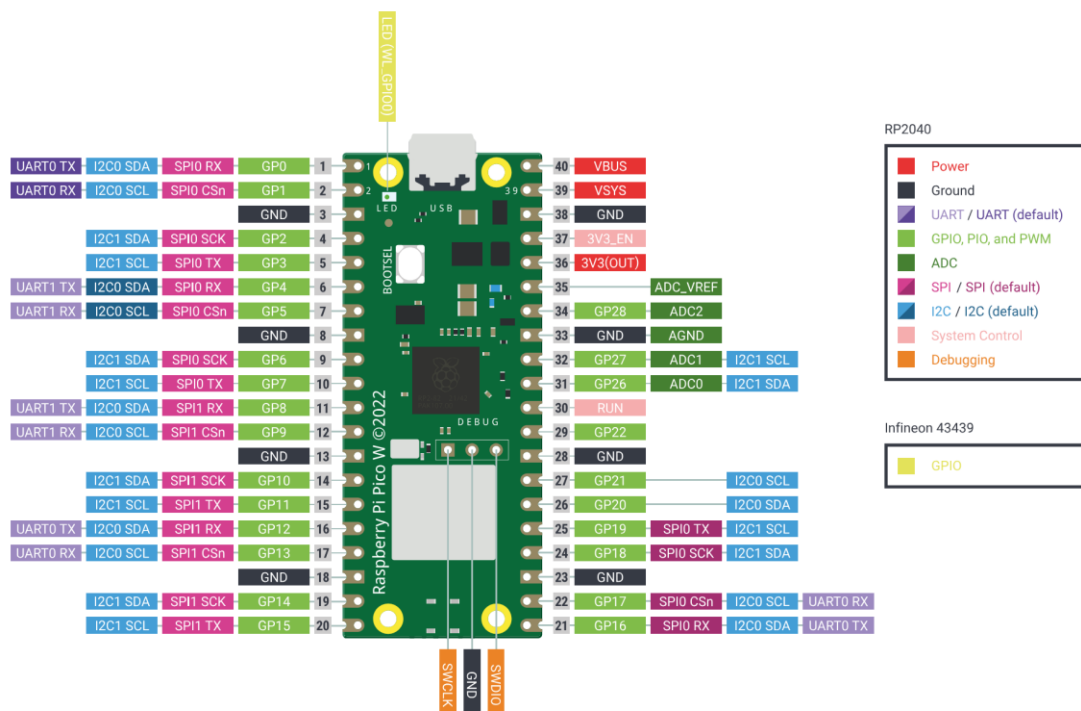 LED (WL_GPIO0)
UART0 TX I2C0 SDA SPI0 RX GP0 1
UART0 RX I2C0 SCL SPI0 CSn GP1 2
GND 3
I2C1 SDA SPI0 SCK GP2 4
I2C1 SCL SPI0 TX GP3 5
UART1 TX I2C0 SDA SPI0 RX GP4 6
UART1 RX I2C0 SCL SPI0 CSn GP5 7
GND 8
I2C1 SDA SPI0 SCK GP6 9
I2C1 SCL SPI0 TX GP7 10
UART1 TX I2C0 SDA SPI1 RX GP8 11
UART1 RX I2C0 SCL SPI1 CSn GP9 12
GND 13
I2C1 SDA SPI1 SCK GP10 14
I2C1 SCL SPI1 TX GP11 15
UART0 TX I2C0 SDA SPI1 RX GP12 16
UART0 RX I2C0 SCL SPI1 CSn GP13 17
GND 18
I2C1 SDA SPI1 SCK GP14 19
I2C1 SCL SPI1 TX GP15 20
1
2
39
LED
USB
BOOTSEL
DEBUG
Raspberry Pi Pico W ©2022
SWCLK
GND
SWDIO
40 VBUS
39 VSYS
38 GND
37 3V3_EN
36 3V3(OUT)
35 ADC_VREF
34 GP28 ADC2
33 GND AGND
32 GP27 ADC1 I2C1 SCL
31 GP26 ADC0 I2C1 SDA
30 RUN
29 GP22
28 GND
27 GP21 I2C0 SCL
26 GP20 I2C0 SDA
25 GP19 SPI0 TX I2C1 SCL
24 GP18 SPI0 SCK I2C1 SDA
23 GND
22 GP17 SPI0 CSn I2C0 SCL UART0 RX
21 GP16 SPI0 RX I2C0 SDA UART0 TX
RP2040
Power
Ground
UART / UART (default)
GPIO, PIO, and PWM
ADC
SPI / SPI (default)
I2C / I2C (default)
System Control
Debugging
Infineon 43439
GPIO